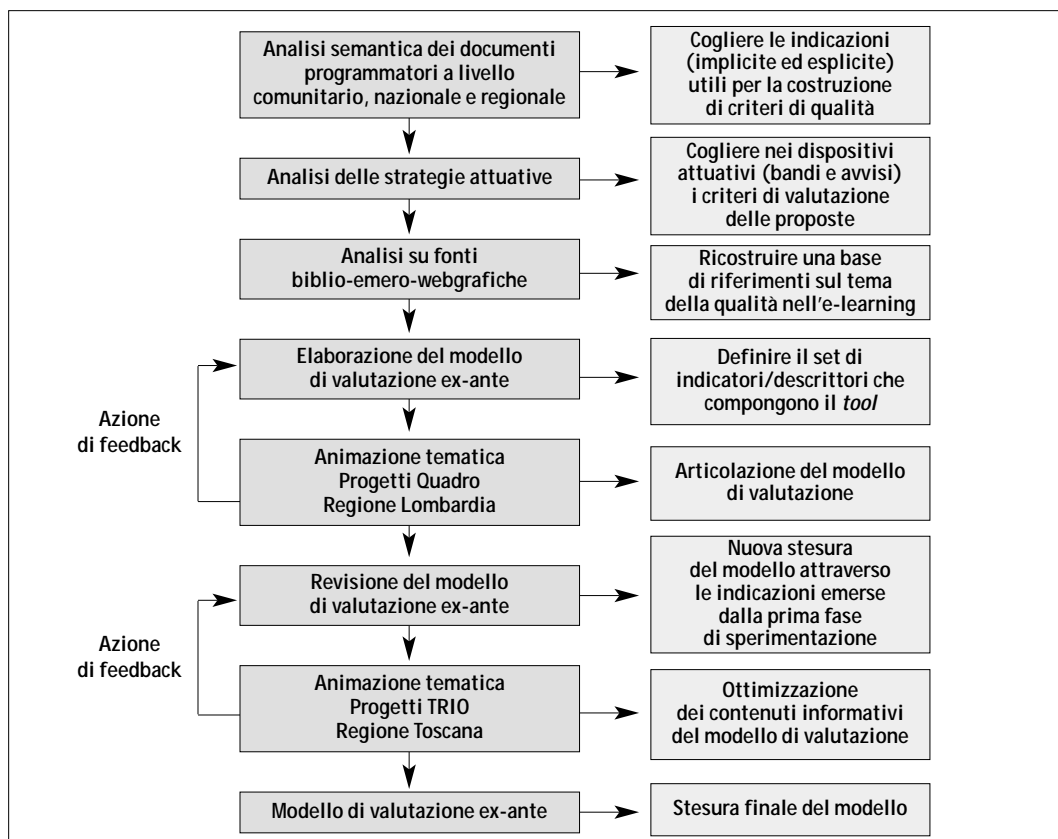 Analisi semantica dei documenti
programmatori a livello
comunitario, nazionale e regionale
Cogliere le indicazioni
(implicite ed esplicite)
utili per la costruzione
di criteri di qualità
Analisi delle strategie attuative
Cogliere nei dispositivi
attuativi (bandi e avvisi)
i criteri di valutazione
delle proposte
Analisi su fonti
biblio-emero-webgrafiche
Ricostruire una base
di riferimenti sul tema
della qualità nell'e-learning
Elaborazione del modello
di valutazione ex-ante
Definire il set di
indicatori/descrittori che
compongono il tool
Azione
di feedback
Animazione tematica
Progetti Quadro
Regione Lombardia
Articolazione del modello
di valutazione
Revisione del modello
di valutazione ex-ante
Nuova stesura
del modello attraverso
le indicazioni emerse
dalla prima fase
di sperimentazione
Azione
di feedback
Animazione tematica
Progetti TRIO
Regione Toscana
Ottimizzazione
dei contenuti informativi
del modello di valutazione
Modello di valutazione ex-ante
Stesura finale del modello